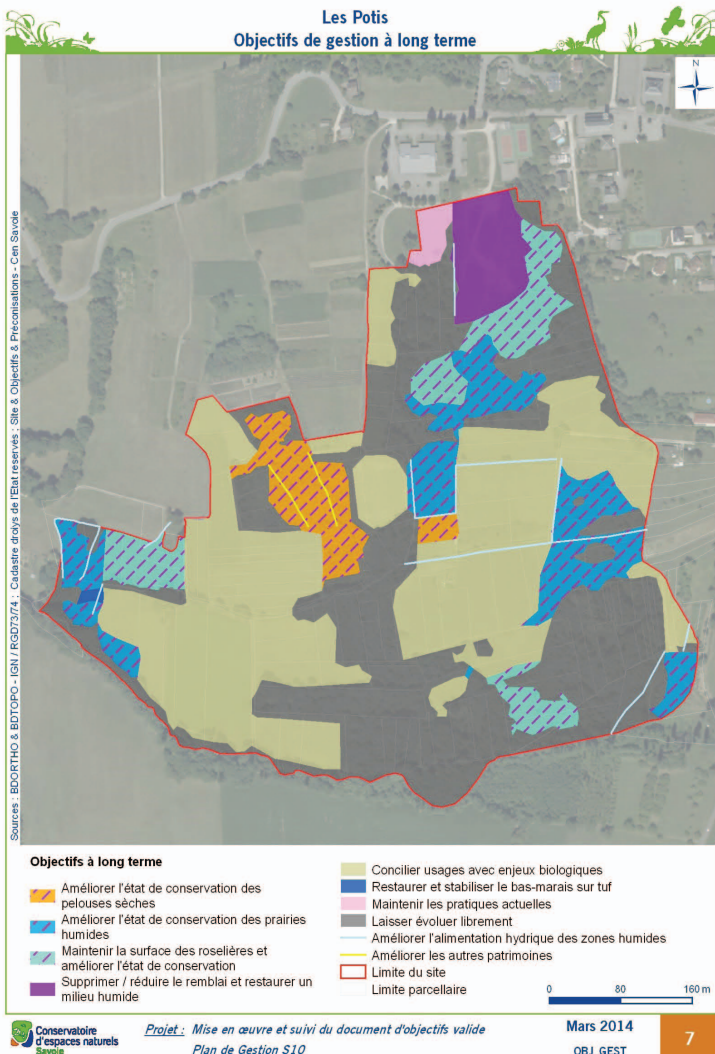 Les Potis
Objectifs de gestion à long terme
N
Sources : BDORTHO & BDTOPO - IGN / RGD73/74 ; Cadastre droits de l'Etat reservés ; Site & Objectifs & Préconisations - Cen Savoie
Objectifs à long terme
Améliorer l'état de conservation des
pelouses sèches
Améliorer l'état de conservation des prairies
humides
Maintenir la surface des roselières et
améliorer l'état de conservation
Supprimer / réduire le remblai et restaurer un
milieu humide
Concilier usages avec enjeux biologiques
Restaurer et stabiliser le bas-marais sur tuf
Maintenir les pratiques actuelles
Laisser évoluer librement
Améliorer l'alimentation hydrique des zones humides
Améliorer les autres patrimoines
Limite du site
Limite parcellaire
0 80 160 m
Conservatoire
d'espaces naturels
Savoie
Projet : Mise en œuvre et suivi du document d'objectifs valide
Plan de Gestion S10
Mars 2014
OBJ_GEST
7